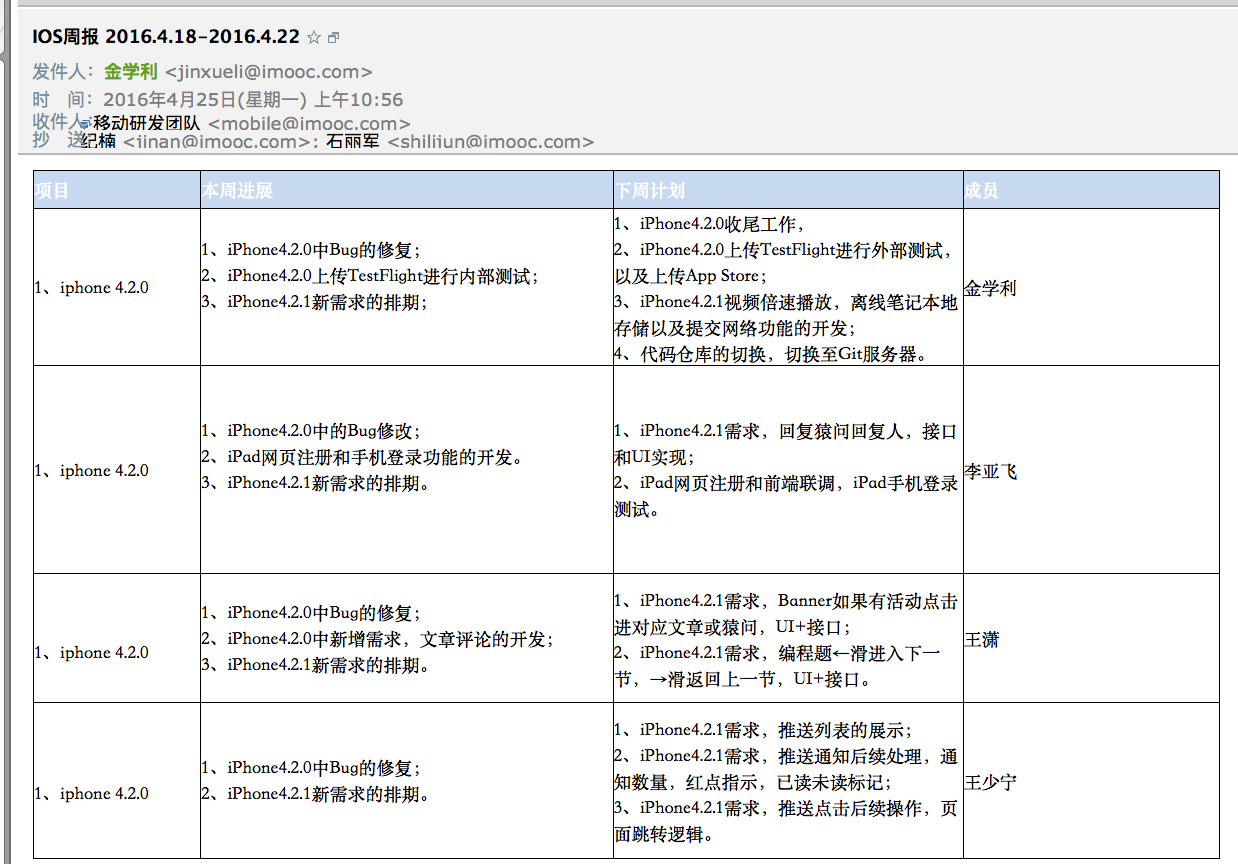 IOS周报 2016.4.18-2016.4.22
发件人：金学利 <jinxueli@imooc.com>
时　间：2016年4月25日(星期一) 上午10:56
收件人 移动研发团队 <mobile@imooc.com>
抄　送 纪楠 <jinan@imooc.com>; 石丽军 <shilijun@imooc.com>
项目 本周进展 下周计划 成员
1、iphone 4.2.0
1、iPhone4.2.0中Bug的修复；
2、iPhone4.2.0上传TestFlight进行内部测试；
3、iPhone4.2.1新需求的排期；
1、iPhone4.2.0收尾工作，
2、iPhone4.2.0上传TestFlight进行外部测试，
以及上传App Store；
3、iPhone4.2.1视频倍速播放，离线笔记本地
存储以及提交网络功能的开发；
4、代码仓库的切换，切换至Git服务器。
金学利
1、iphone 4.2.0
1、iPhone4.2.0中的Bug修改；
2、iPad网页注册和手机登录功能的开发。
3、iPhone4.2.1新需求的排期。
1、iPhone4.2.1需求，回复猿问回复人，接口
和UI实现；
2、iPad网页注册和前端联调，iPad手机登录
测试。
李亚飞
1、iphone 4.2.0
1、iPhone4.2.0中Bug的修复；
2、iPhone4.2.0中新增需求，文章评论的开发；
3、iPhone4.2.1新需求的排期。
1、iPhone4.2.1需求，Banner如果有活动点击
进对应文章或猿问，UI+接口；
2、iPhone4.2.1需求，编程题←滑进入下一
节，→滑返回上一节，UI+接口。
王潇
1、iphone 4.2.0
1、iPhone4.2.0中Bug的修复；
2、iPhone4.2.1新需求的排期。
1、iPhone4.2.1需求，推送列表的展示；
2、iPhone4.2.1需求，推送通知后续处理，通
知数量，红点指示，已读未读标记；
3、iPhone4.2.1需求，推送点击后续操作，页
面跳转逻辑。
王少宁